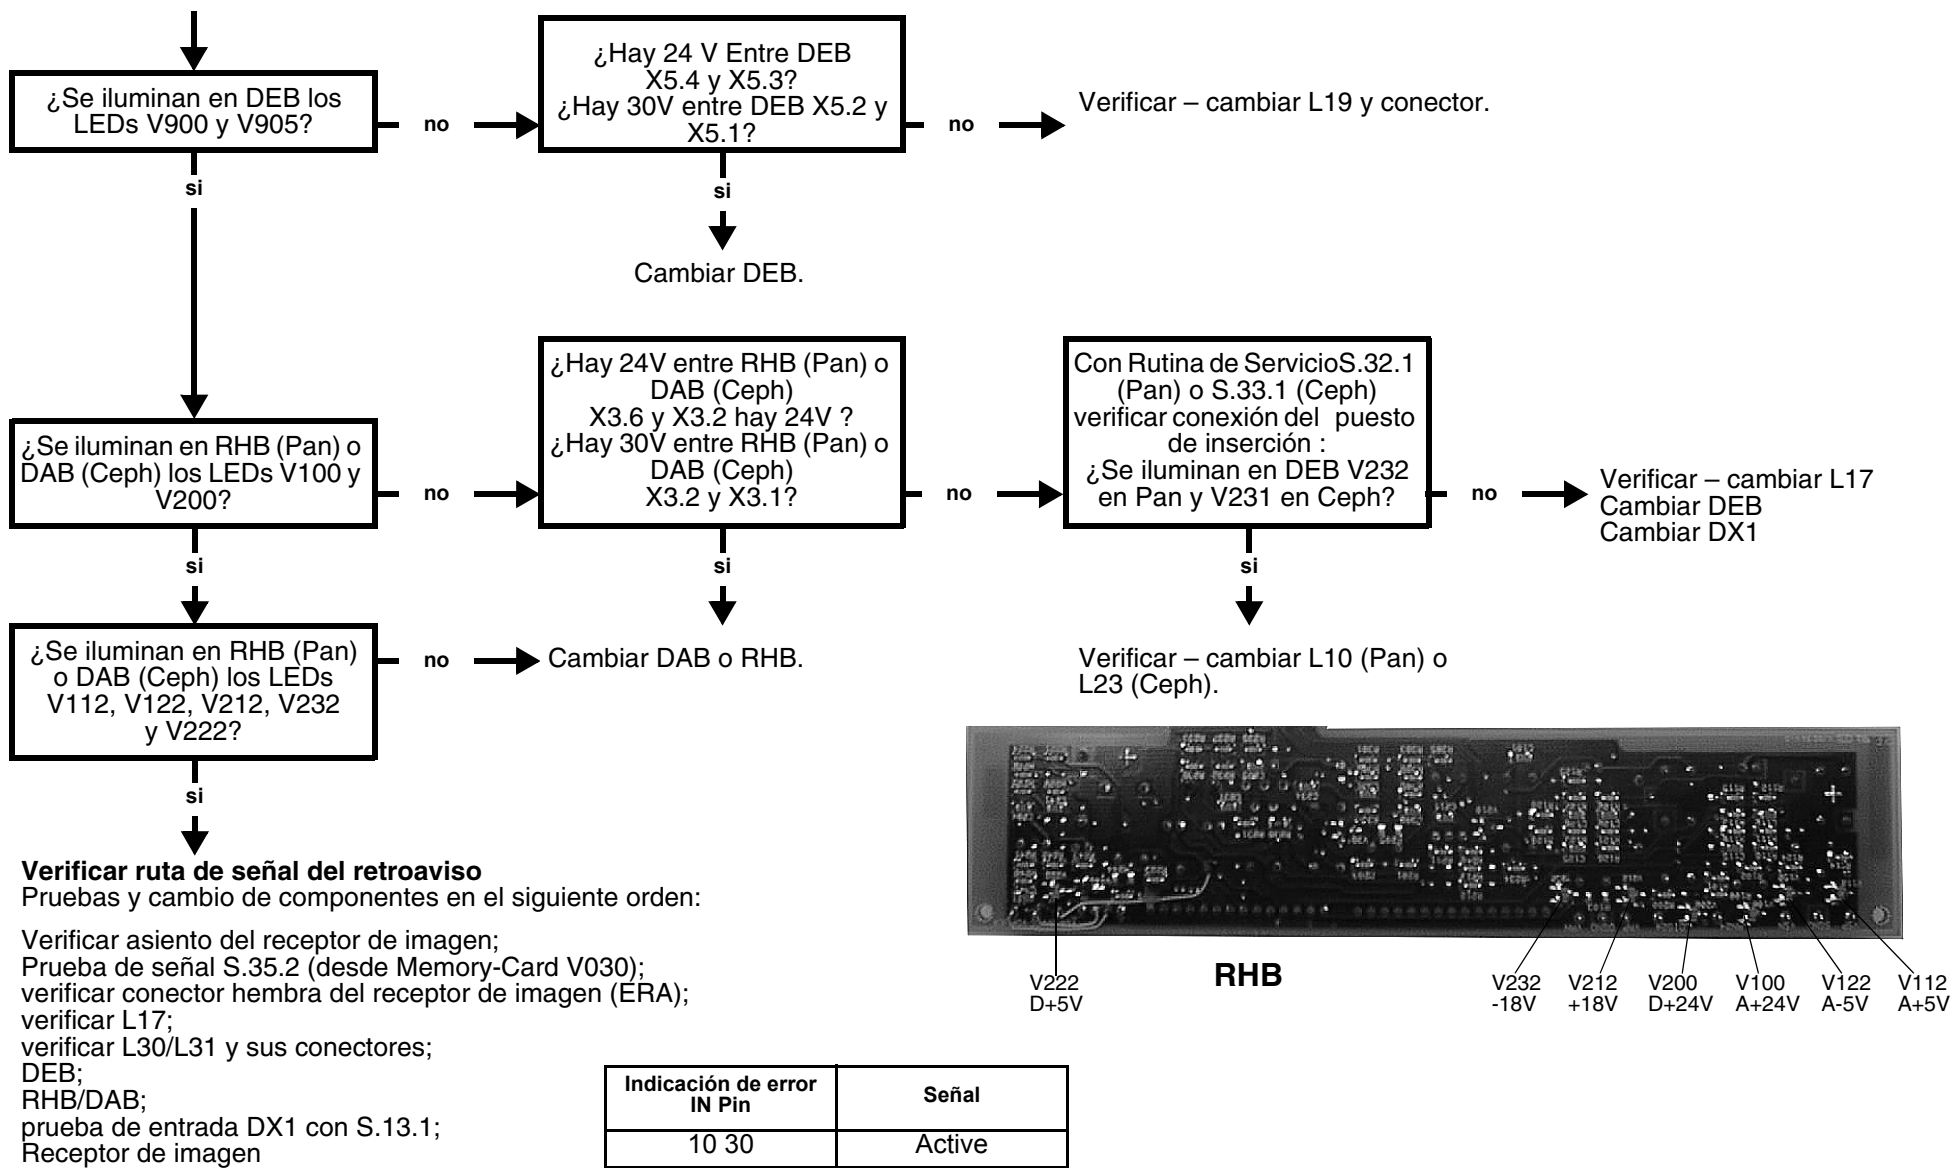 ¿Se iluminan en DEB los
LEDs V900 y V905?
no
¿Hay 24 V Entre DEB
X5.4 y X5.3?
¿Hay 30V entre DEB X5.2 y
X5.1?
no
Verificar – cambiar L19 y conector.
si
si
Cambiar DEB.
¿Se iluminan en RHB (Pan) o
DAB (Ceph) los LEDs V100 y
V200?
no
¿Hay 24V entre RHB (Pan) o
DAB (Ceph)
X3.6 y X3.2 hay 24V ?
¿Hay 30V entre RHB (Pan) o
DAB (Ceph)
X3.2 y X3.1?
no
Con Rutina de ServicioS.32.1
(Pan) o S.33.1 (Ceph)
verificar conexión del puesto
de inserción :
¿Se iluminan en DEB V232
en Pan y V231 en Ceph?
no
Verificar – cambiar L17
Cambiar DEB
Cambiar DX1
si
si
si
¿Se iluminan en RHB (Pan)
o DAB (Ceph) los LEDs
V112, V122, V212, V232
y V222?
no
Cambiar DAB o RHB.
Verificar – cambiar L10 (Pan) o
L23 (Ceph).
si
Verificar ruta de señal del retroaviso
Pruebas y cambio de componentes en el siguiente orden:
Verificar asiento del receptor de imagen;
Prueba de señal S.35.2 (desde Memory-Card V030);
verificar conector hembra del receptor de imagen (ERA);
verificar L17;
verificar L30/L31 y sus conectores;
DEB;
RHB/DAB;
prueba de entrada DX1 con S.13.1;
Receptor de imagen
V222
D+5V
RHB
V232
-18V
V212
+18V
V200
D+24V
V100
A+24V
V122
A-5V
V112
A+5V
Indicación de error
IN Pin
Señal
10 30
Active